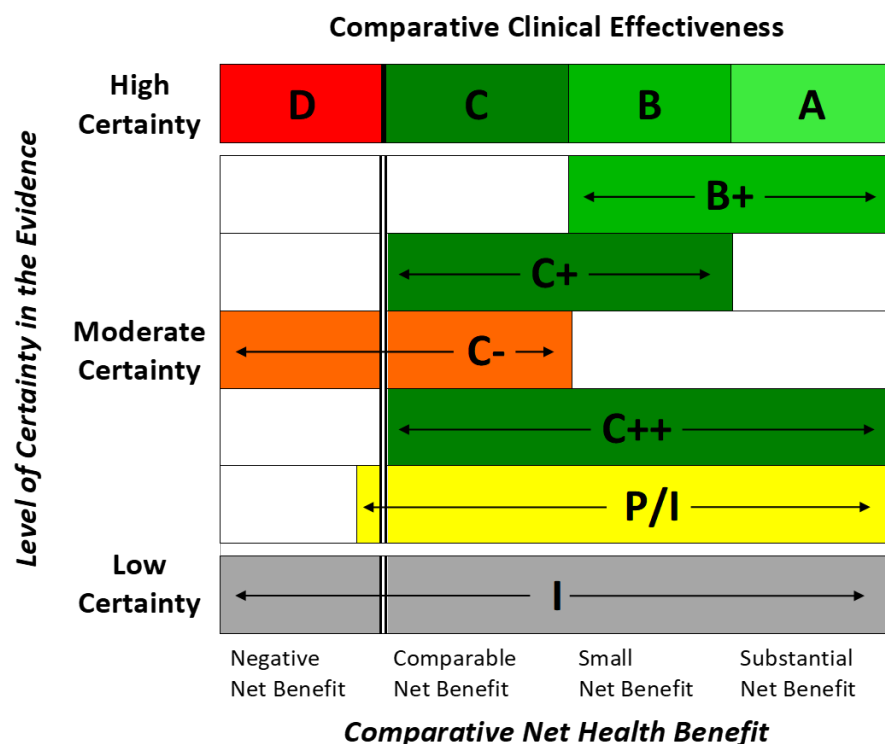 Comparative Clinical Effectiveness
High
Certainty
D
C
B
A
B+
C+
Level of Certainty in the Evidence
Moderate
Certainty
C-
C++
P/I
Low
Certainty
I
Negative
Net Benefit
Comparable
Net Benefit
Small
Net Benefit
Substantial
Net Benefit
Comparative Net Health Benefit